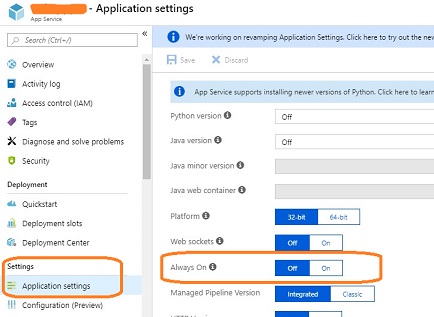 - Application settings
App Service
Search (Ctrl+/)
«
Overview
Activity log
Access control (IAM)
Tags
Diagnose and solve problems
Security
Deployment
Quickstart
Deployment slots
Deployment Center
Settings
Application settings
Configuration (Preview)
We're working on revamping Application Settings. Click here to try out the new
Save
Discard
App Service supports installing newer versions of Python. Click here to learn
Python version
Off
Java version
Off
Java minor version
Java web container
Platform
32-bit
64-bit
Web sockets
Off
On
Always On
Off
On
Managed Pipeline Version
Integrated
Classic